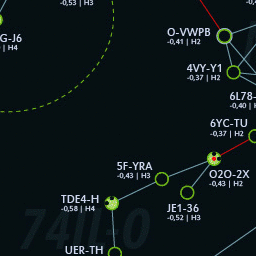 -0,53 | H3
G-J6
| H4
O-VWPB
-0,41 | H2
4VY-Y1
-0,37 | H2
6L78-
-0,40 |
6YC-TU
-0,37 | H2
5F-YRA
-0,43 | H3
O2O-2X
-0,43 | H2
TDE4-H
-0,58 | H4
JE1-36
-0,52 | H3
UER-TH